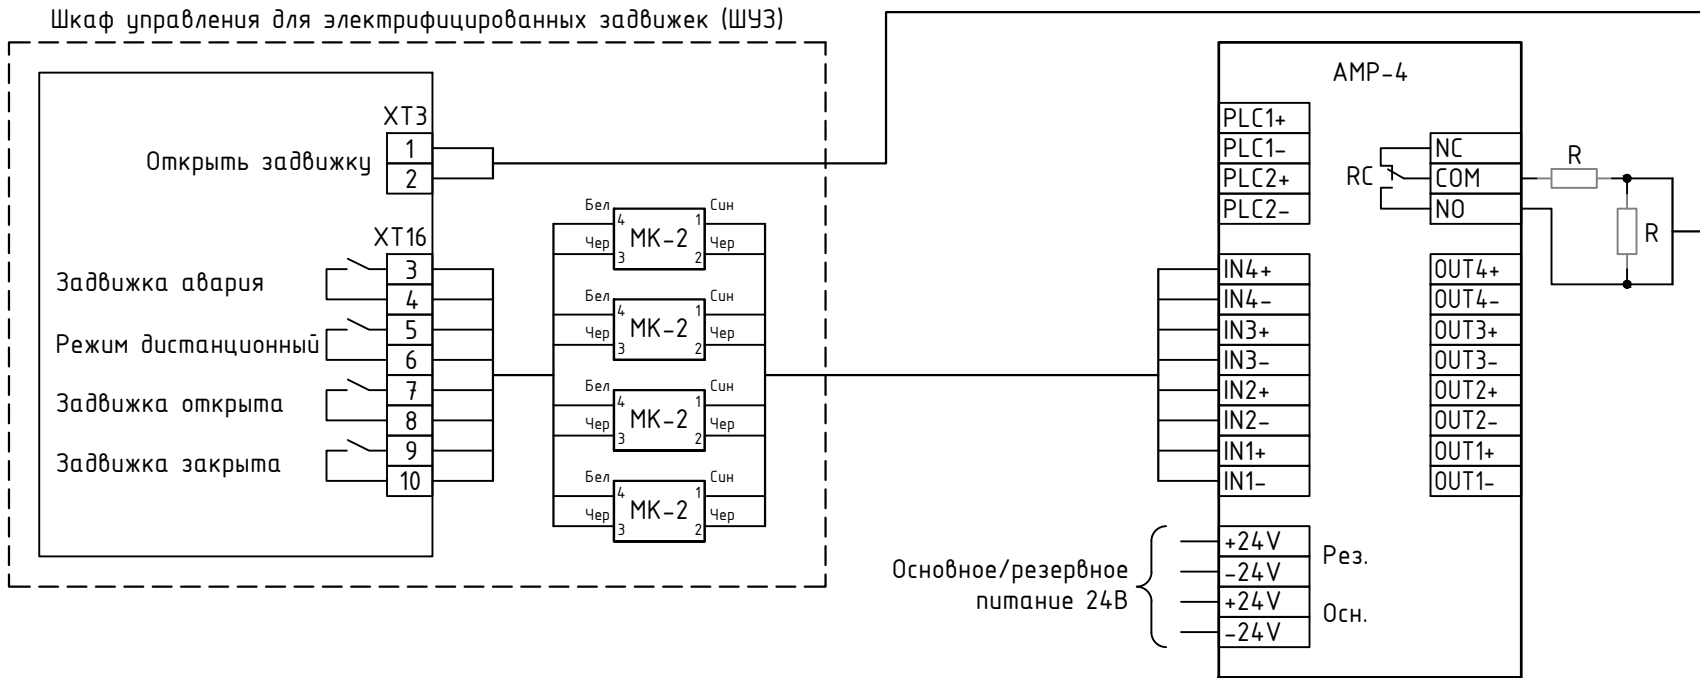 Шкаф управления для электрифицированных задвижек (ШУЗ)
XT3
1
2
Открыть задвижку
XT16
3
4
5
6
7
8
9
10
Задвижка авария
Режим дистанционный
Задвижка открыта
Задвижка закрыта
Бел
4
1
Син
МК-2
Чер
3
2
Чер
Бел
4
1
Син
МК-2
Чер
3
2
Чер
Бел
4
1
Син
МК-2
Чер
3
2
Чер
Бел
4
1
Син
МК-2
Чер
3
2
Чер
АМР-4
PLC1+
PLC1-
PLC2+
PLC2-
RC
NC
COM
NO
R
R
IN4+
IN4-
IN3+
IN3-
IN2+
IN2-
IN1+
IN1-
OUT4+
OUT4-
OUT3+
OUT3-
OUT2+
OUT2-
OUT1+
OUT1-
Основное/резервное
питание 24В
+24V
-24V
+24V
-24V
Рез.
Осн.